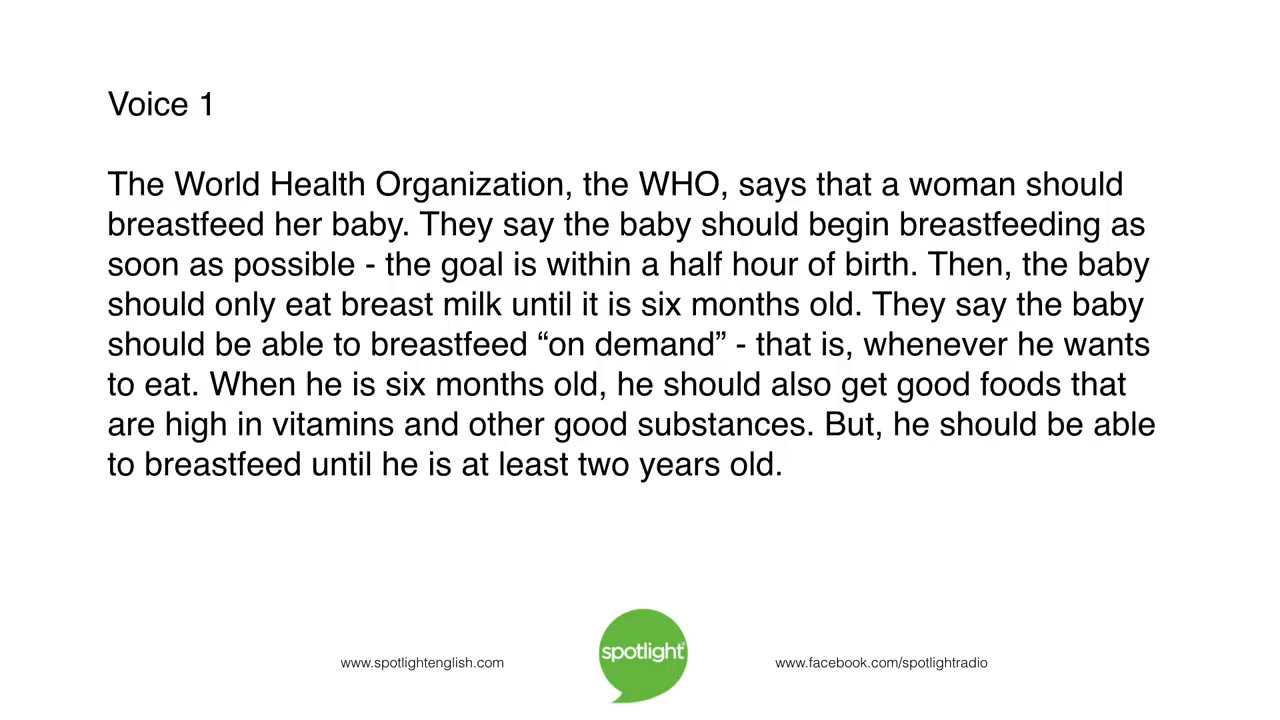 Voice 1
The World Health Organization, the WHO, says that a woman should
breastfeed her baby. They say the baby should begin breastfeeding as
soon as possible - the goal is within a half hour of birth. Then, the baby
should only eat breast milk until it is six months old. They say the baby
should be able to breastfeed “on demand” - that is, whenever he wants
to eat. When he is six months old, he should also get good foods that
are high in vitamins and other good substances. But, he should be able
to breastfeed until he is at least two years old.
www.spotlightenglish.com
spotlight®
www.facebook.com/spotlightradio